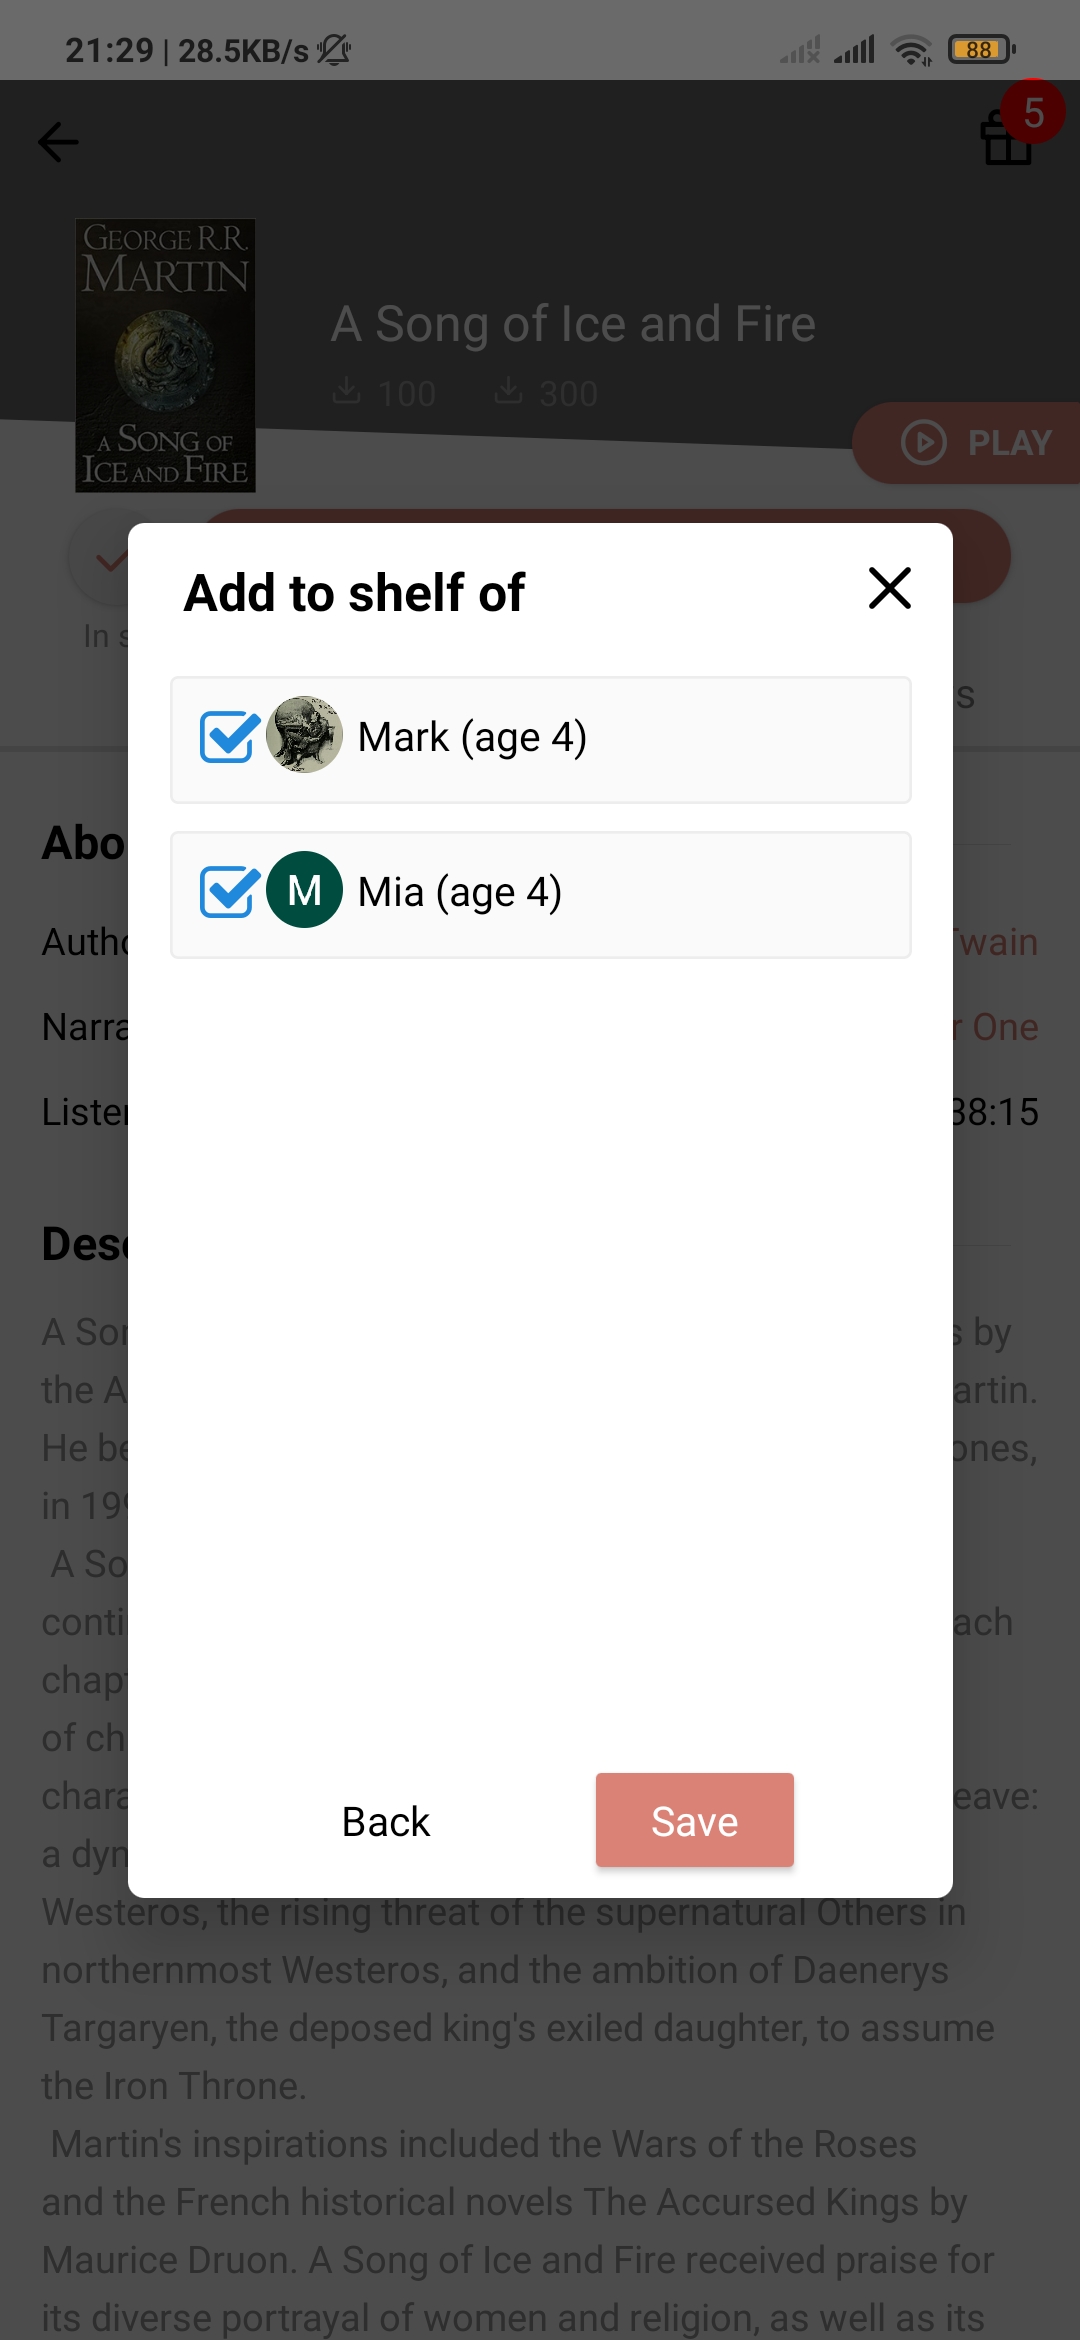 21:29 | 28.5KB/s
88
5
GEORGE R.R.
MARTIN
A SONG OF
ICE AND FIRE
A Song of Ice and Fire
100 300
PLAY
Add to shelf of
In s
Mark (age 4)
s
Abo
Mia (age 4)
M
Twain
Narra r One
38:15
Desc
A Sor s by
the A artin.
He be ones,
A So
conti ach
of ch
chara eave:
a dyn
Back Save
Westeros, the rising threat of the supernatural Others in
northernmost Westeros, and the ambition of Daenerys
Targaryen, the deposed king's exiled daughter, to assume
the Iron Throne.
Martin's inspirations included the Wars of the Roses
and the French historical novels The Accursed Kings by
Maurice Druon. A Song of Ice and Fire received praise for
its diverse portrayal of women and religion, as well as its